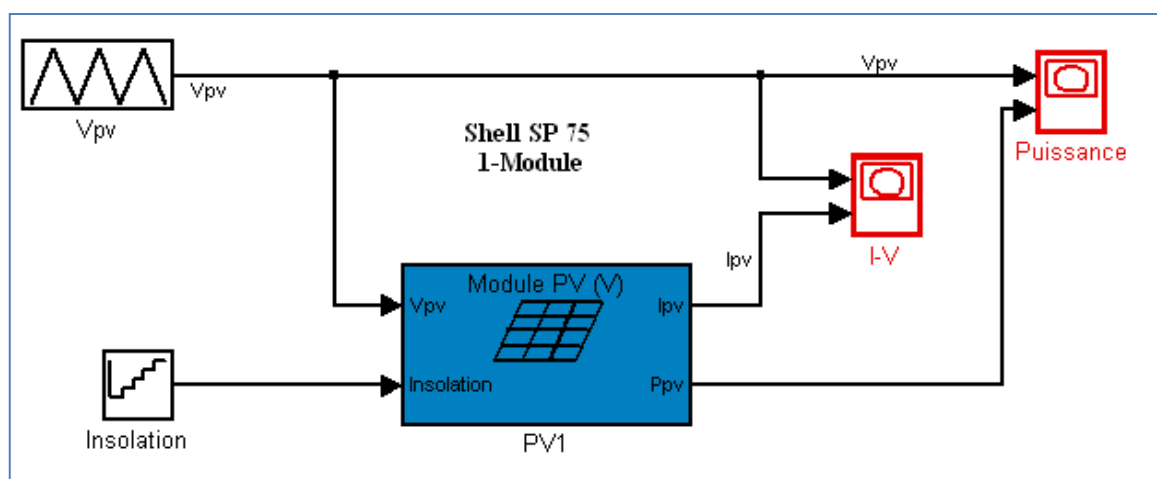 Vpv
Vpv
Vpv
Shell SP 75
1-Module
Puissance
I-V
Ipv
Module PV (V)
Vpv
Ipv
Insolation
Ppv
PV1
Insolation